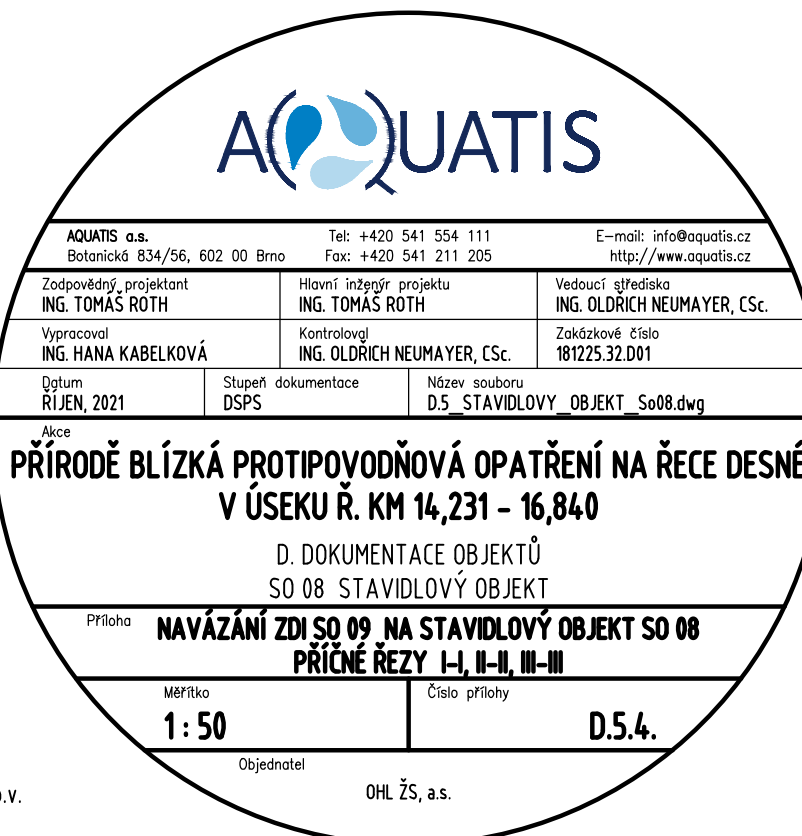 AQUATIS
AQUATIS a.s. Tel: +420 541 554 111 E-mail: info@aquatis.cz
Botanická 834/56, 602 00 Brno Fax: +420 541 211 205 http://www.aquatis.cz
Zodpovědný projektant Hlavní inženýr projektu Vedoucí střediska
ING. TOMÁŠ ROTH ING. TOMÁŠ ROTH ING. OLDŘICH NEUMAYER, CSc.
Vypracoval Kontroloval Zakázkové číslo
ING. HANA KABELKOVÁ ING. OLDŘICH NEUMAYER, CSc. 181225.32.D01
Datum Stupeň dokumentace Název souboru
ŘÍJEN, 2021 DSPS D.5_STAVIDLOVY_OBJEKT_So08.dwg
Akce
PŘÍRODĚ BLÍZKÁ PROTIPOVODŇOVÁ OPATŘENÍ NA ŘECE DESNÉ
V ÚSEKU Ř. KM 14,231 - 16,840
D. DOKUMENTACE OBJEKTŮ
SO 08 STAVIDLOVÝ OBJEKT
Příloha NAVÁZÁNÍ ZDI SO 09 NA STAVIDLOVÝ OBJEKT SO 08
PŘÍČNÉ ŘEZY I-I, II-II, III-III
Měřítko Číslo přílohy
1 : 50 D.5.4.
Objednatel
OHL ŽS, a.s.
.V.